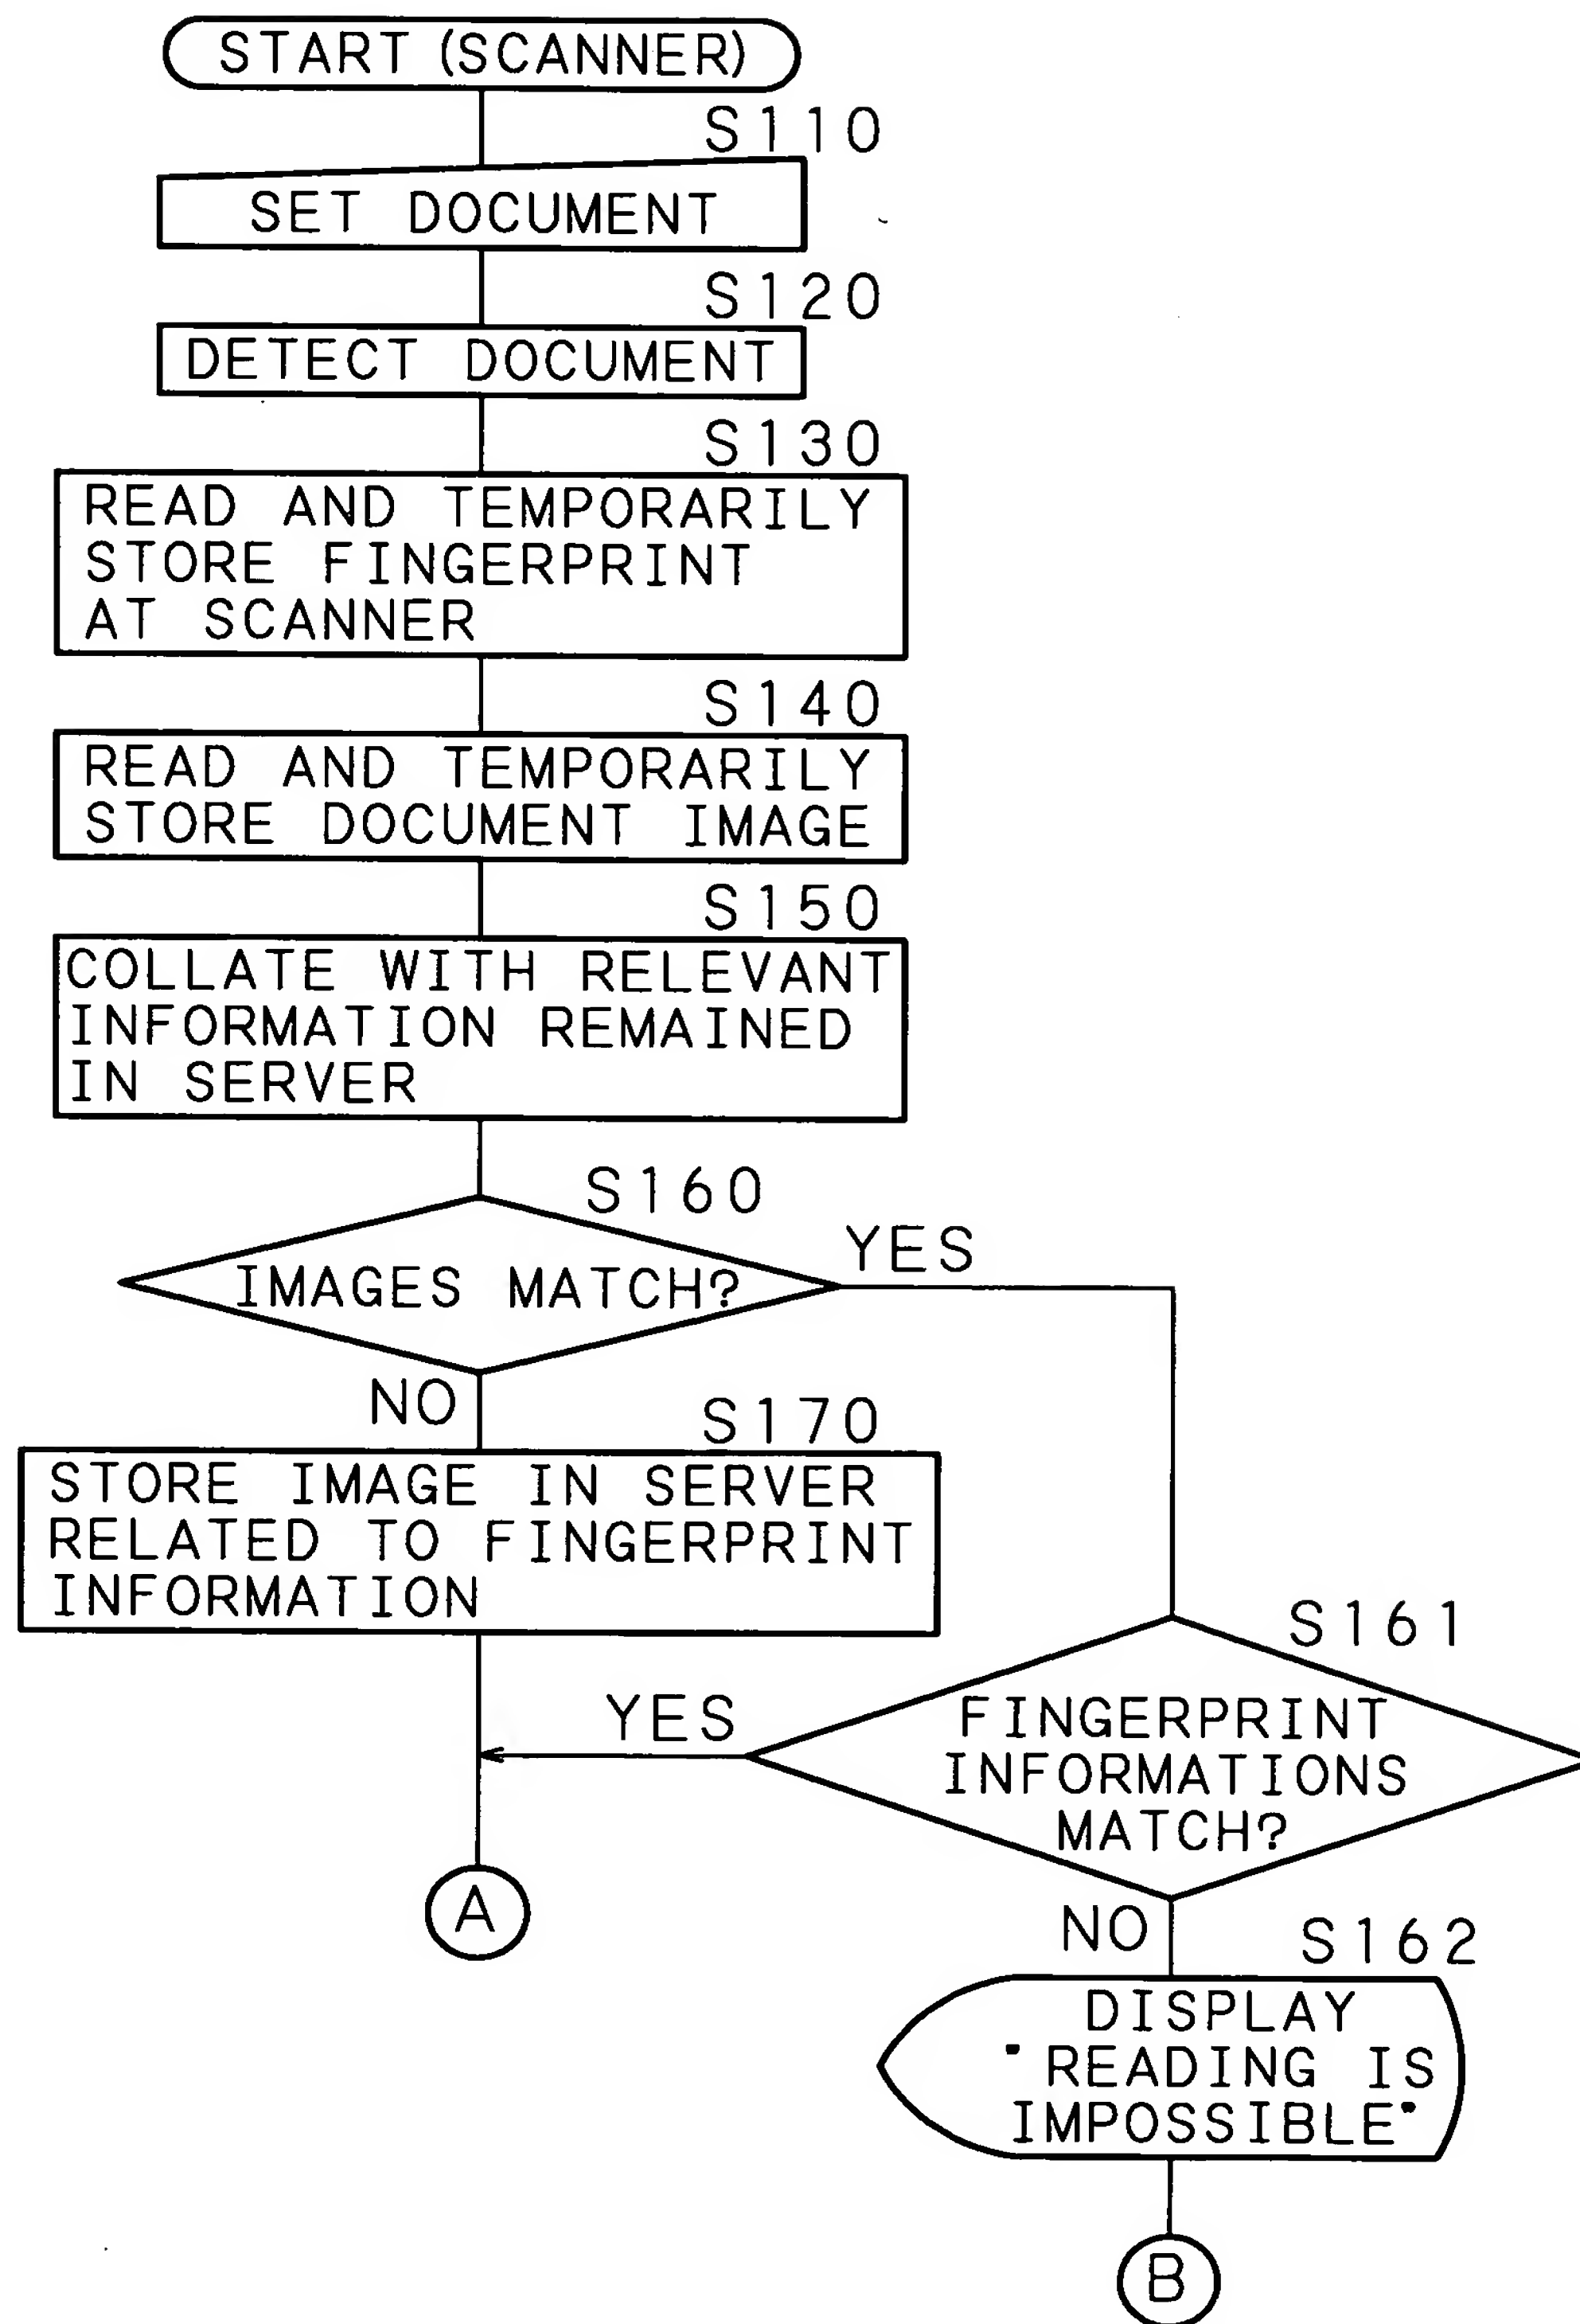 START (SCANNER)
S110
SET DOCUMENT
S120
DETECT DOCUMENT
S130
READ AND TEMPORARILY
STORE FINGERPRINT
AT SCANNER
S140
READ AND TEMPORARILY
STORE DOCUMENT IMAGE
S150
COLLATE WITH RELEVANT
INFORMATION REMAINED
IN SERVER
S160
IMAGES MATCH?
YES
NO
S170
STORE IMAGE IN SERVER
RELATED TO FINGERPRINT
INFORMATION
S161
FINGERPRINT
INFORMATIONS
MATCH?
YES
A
NO
S162
DISPLAY
"READING IS
IMPOSSIBLE"
B